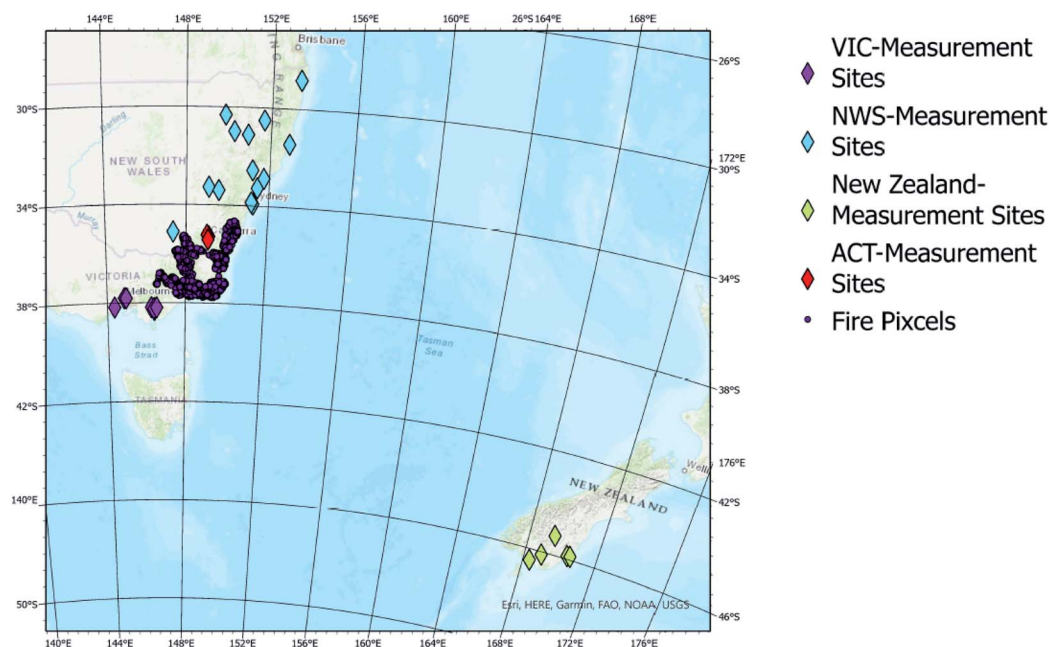 144°E 148°E 152°E 156°E 160°E 26°S 164°E 168°E
Brisbane
26°S
30°S
Darling
NEW SOUTH
WALES
172°E
30°S
34°S
Murray
VICTORIA
34°S
38°S
Bass
Strad
Tasman
Sea
38°S
42°S
TASMANIA
176°E
NEW ZEALAND
42°S
140°E
50°S
Esri, HERE, Garmin, FAO, NOAA, USGS
46°S
140°E 144°E 148°E 152°E 156°E 160°E 164°E 168°E 172°E 176°E
VIC-Measurement
Sites
NWS-Measurement
Sites
New Zealand-
Measurement Sites
ACT-Measurement
Sites
Fire Pixcels